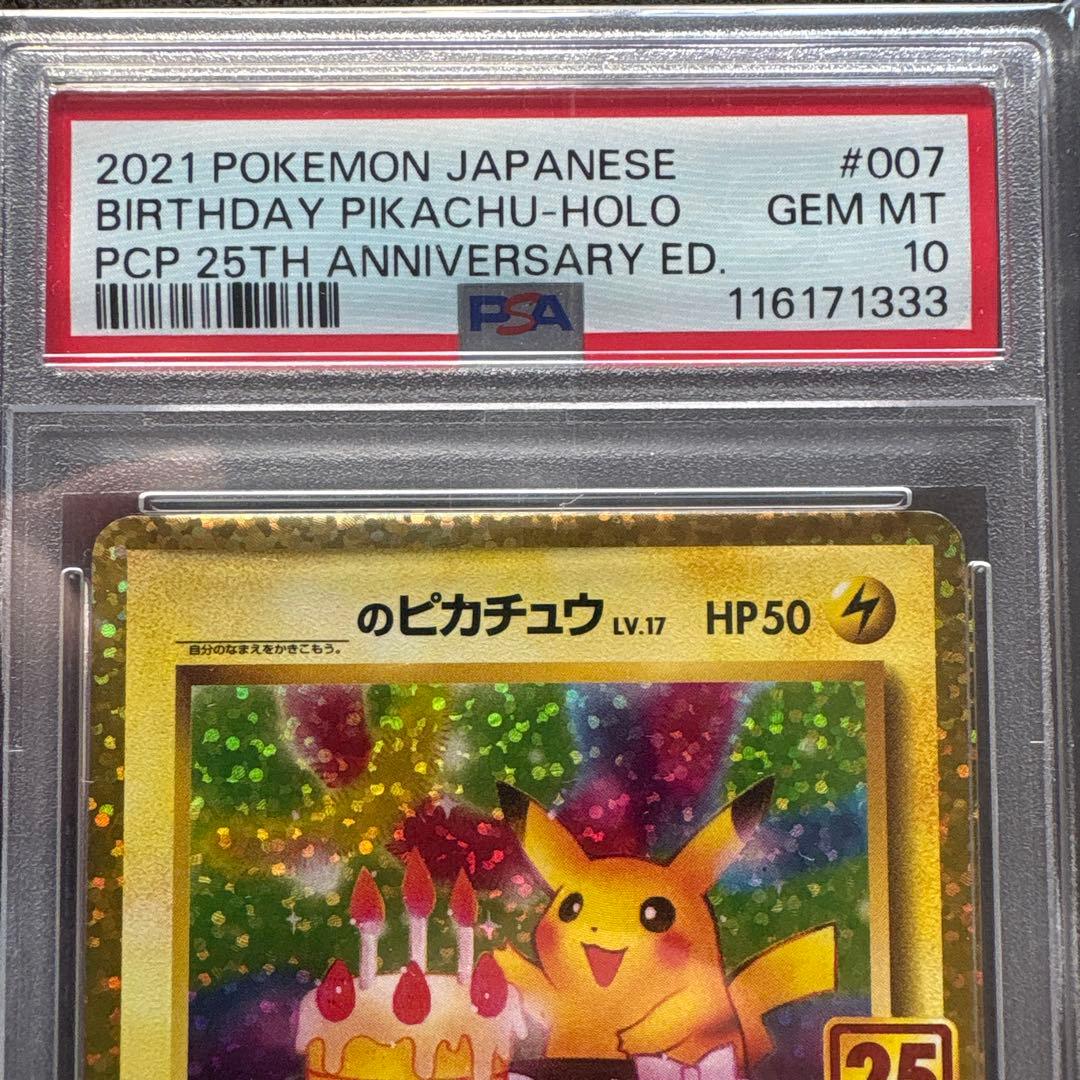 2021 POKEMON JAPANESE #007
BIRTHDAY PIKACHU-HOLO GEM MT
PCP 25TH ANNIVERSARY ED. 10
PSA 116171333
のピカチュウ LV.17 HP50
自分のなまえをかきこもう。
25